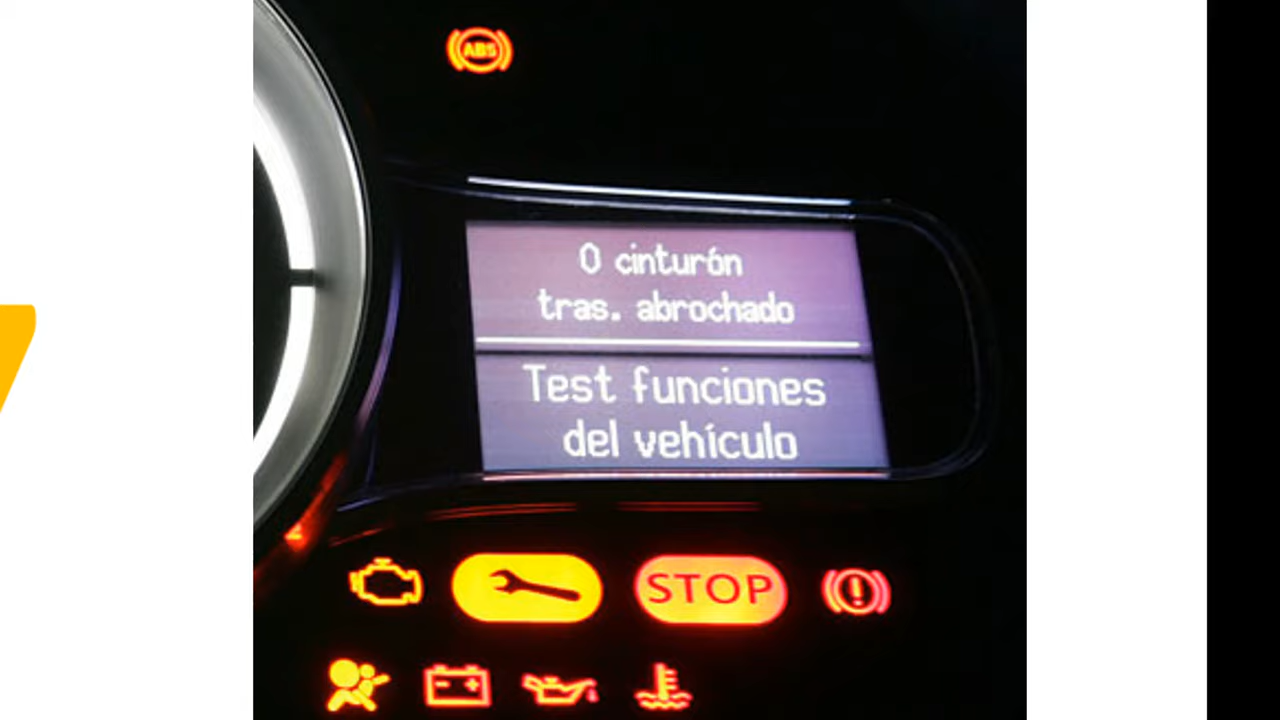 ABS
0 cinturón
tras. abrochado
Test funciones
del vehículo
STOP